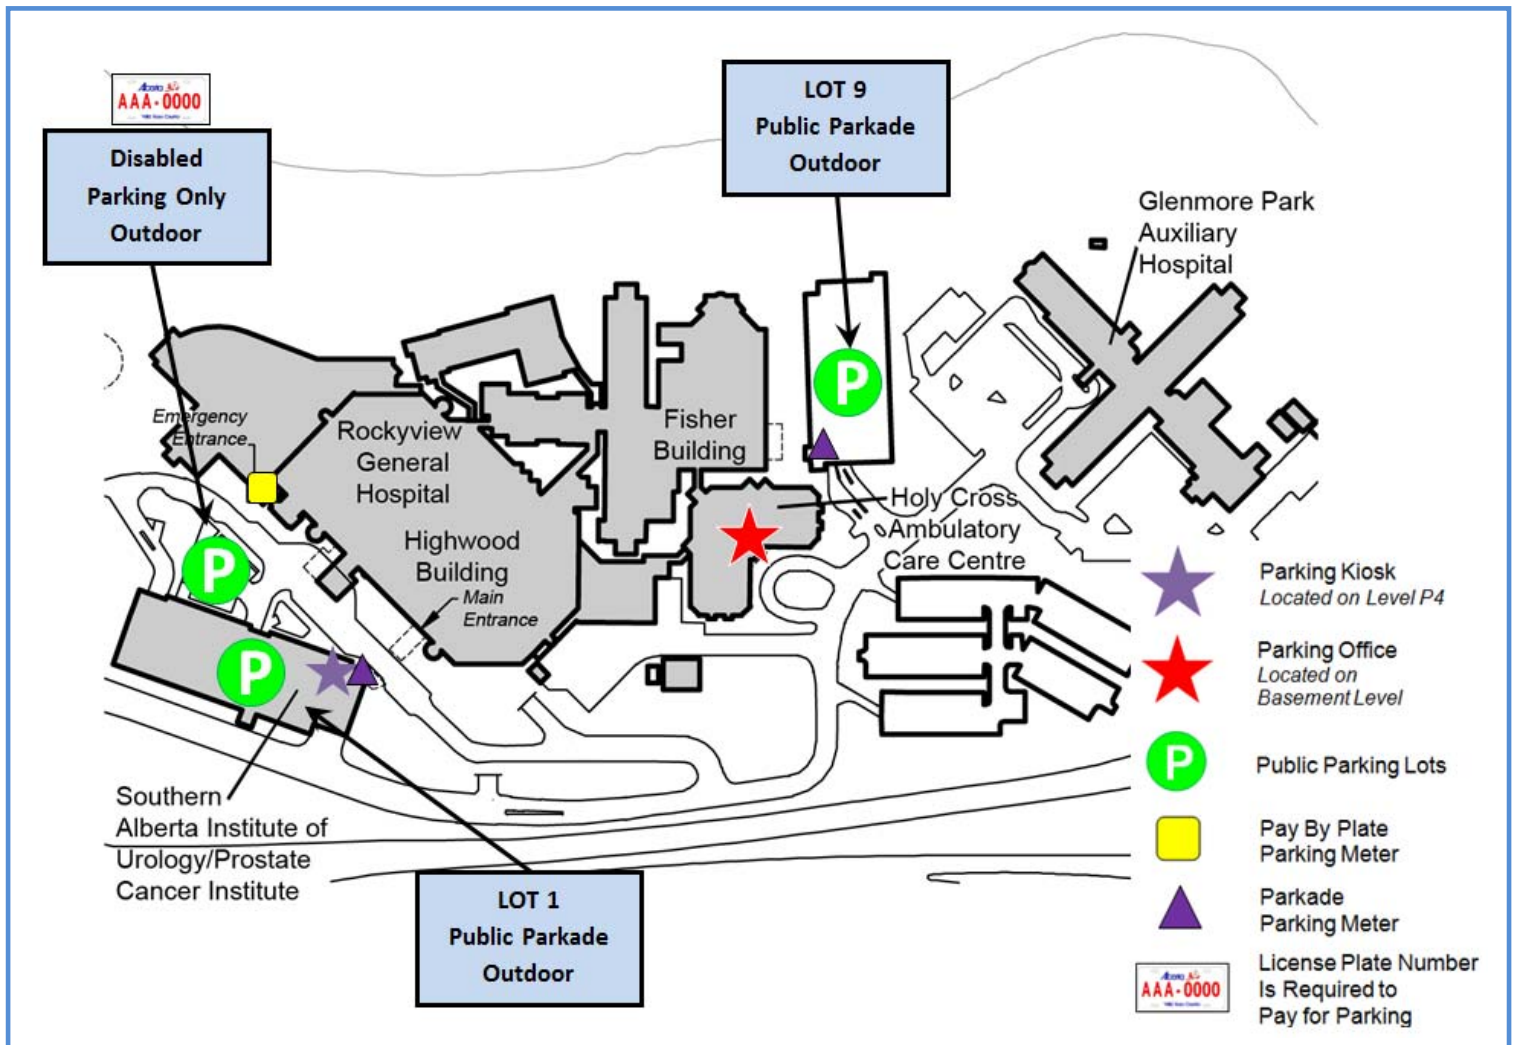 Alberta
AAA-0000
Disabled
Parking Only
Outdoor
LOT 9
Public Parkade
Outdoor
Glenmore Park
Auxiliary
Hospital
Emergency
Entrance
Rockyview
General
Hospital
Fisher
Building
P
Holy Cross
Ambulatory
Care Centre
Highwood
Building
Main
Entrance
P
P
Southern
Alberta Institute of
Urology/Prostate
Cancer Institute
LOT 1
Public Parkade
Outdoor
Parking Kiosk
Located on Level P4
Parking Office
Located on
Basement Level
P
Public Parking Lots
Pay By Plate
Parking Meter
Parkade
Parking Meter
Alberta
AAA-0000
License Plate Number
Is Required to
Pay for Parking